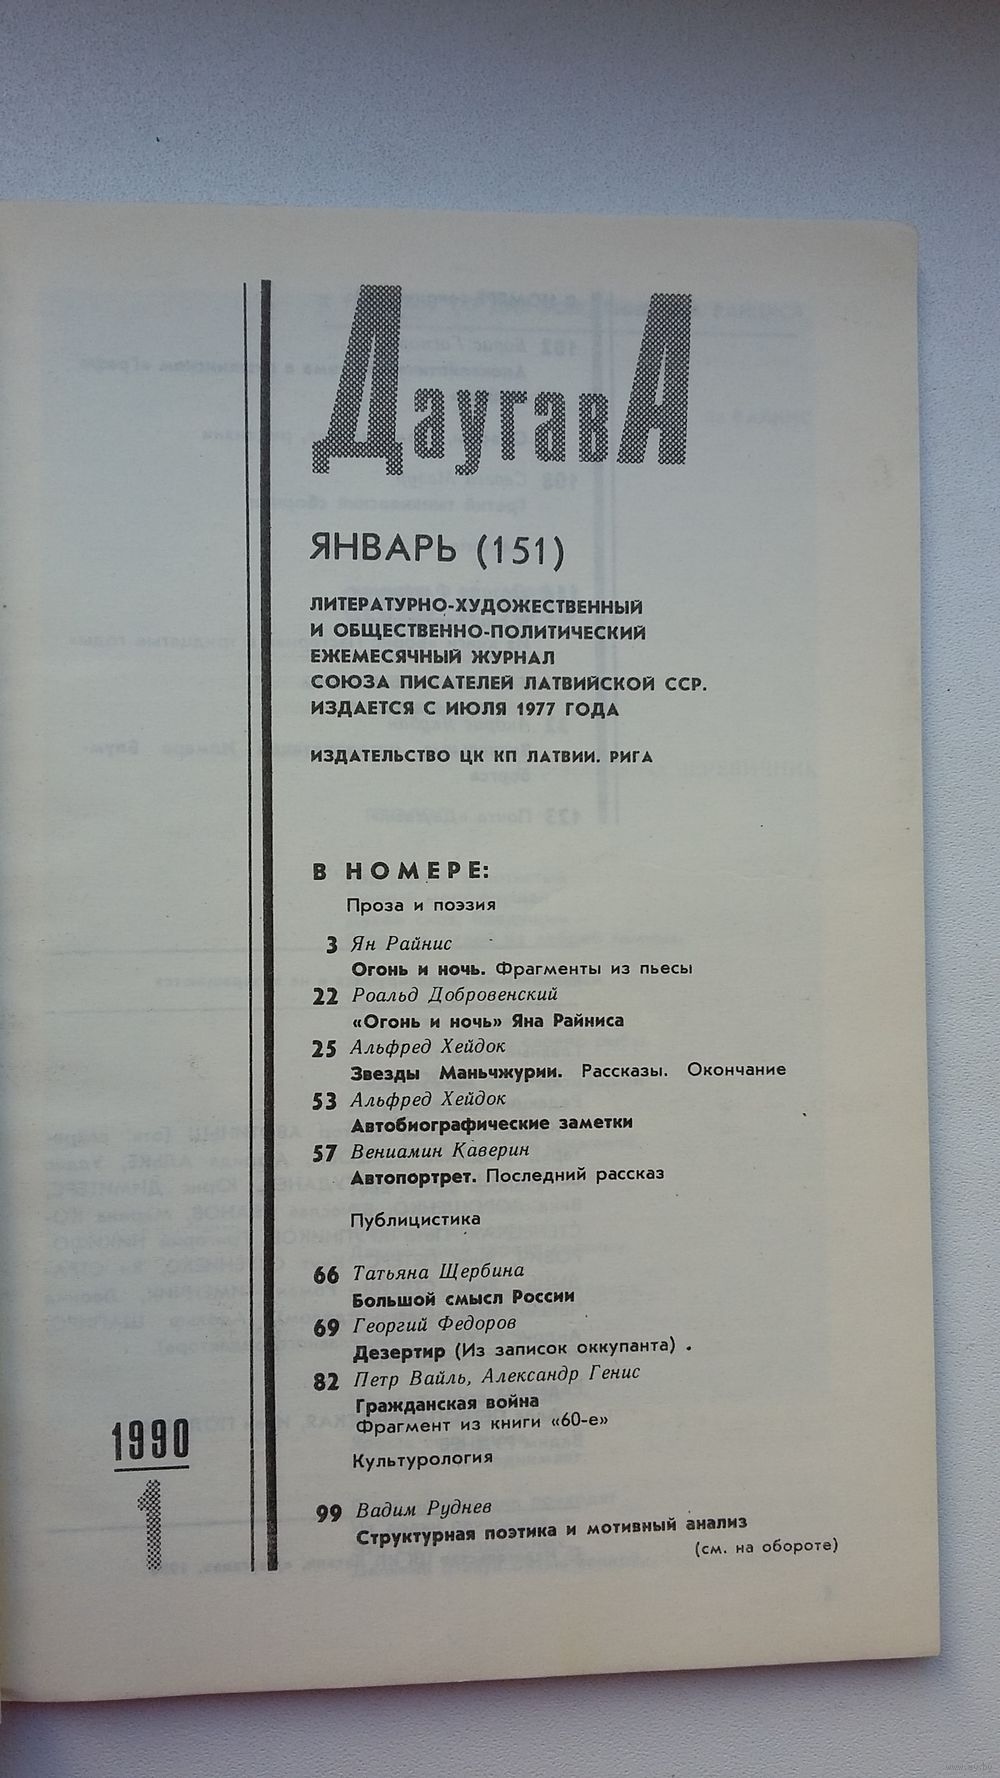 ДаугавА
ЯНВАРЬ (151)
ЛИТЕРАТУРНО-ХУДОЖЕСТВЕННЫЙ
И ОБЩЕСТВЕННО-ПОЛИТИЧЕСКИЙ
ЕЖЕМЕСЯЧНЫЙ ЖУРНАЛ
СОЮЗА ПИСАТЕЛЕЙ ЛАТВИЙСКОЙ ССР.
ИЗДАЕТСЯ С ИЮЛЯ 1977 ГОДА
ИЗДАТЕЛЬСТВО ЦК КП ЛАТВИИ. РИГА
В НОМЕРЕ:
Проза и поэзия
3 Ян Райнис
Огонь и ночь. Фрагменты из пьесы
22 Роальд Добровенский
«Огонь и ночь» Яна Райниса
25 Альфред Хейдок
Звезды Маньчжурии. Рассказы. Окончание
53 Альфред Хейдок
Автобиографические заметки
57 Вениамин Каверин
Автопортрет. Последний рассказ
Публицистика
66 Татьяна Щербина
Большой смысл России
69 Георгий Федоров
Дезертир (Из записок оккупанта) .
82 Петр Вайль, Александр Генис
Гражданская война
Фрагмент из книги «60-е»
Культурология
99 Вадим Руднев
Структурная поэтика и мотивный анализ
(см. на обороте)
1990
1